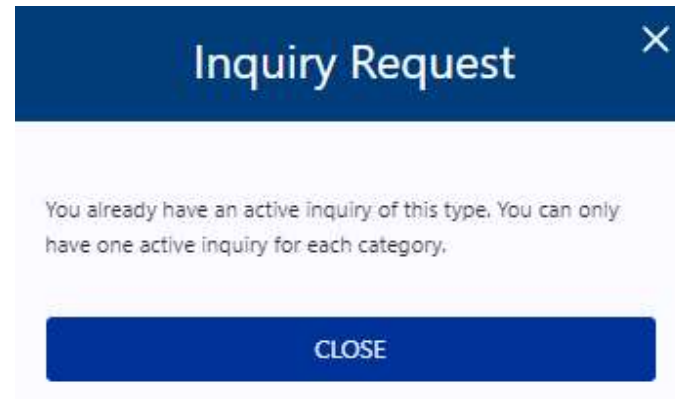 Inquiry Request
You already have an active inquiry of this type. You can only
have one active inquiry for each category.
CLOSE